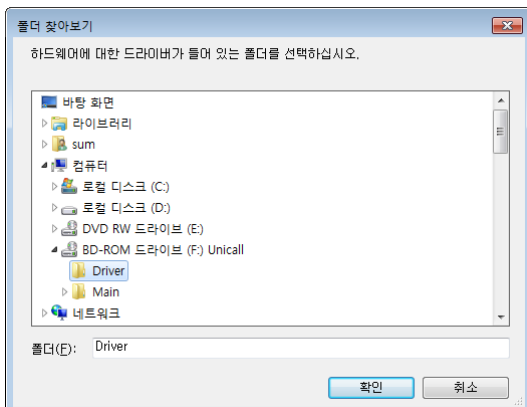 폴더 찾아보기
하드웨어에 대한 드라이버가 들어 있는 폴더를 선택하십시오.
바탕 화면
라이브러리
sum
컴퓨터
로컬 디스크 (C:)
로컬 디스크 (D:)
DVD RW 드라이브 (E:)
BD-ROM 드라이브 (F:) Unicall
Driver
Main
네트워크
폴더(F): Driver
확인 취소